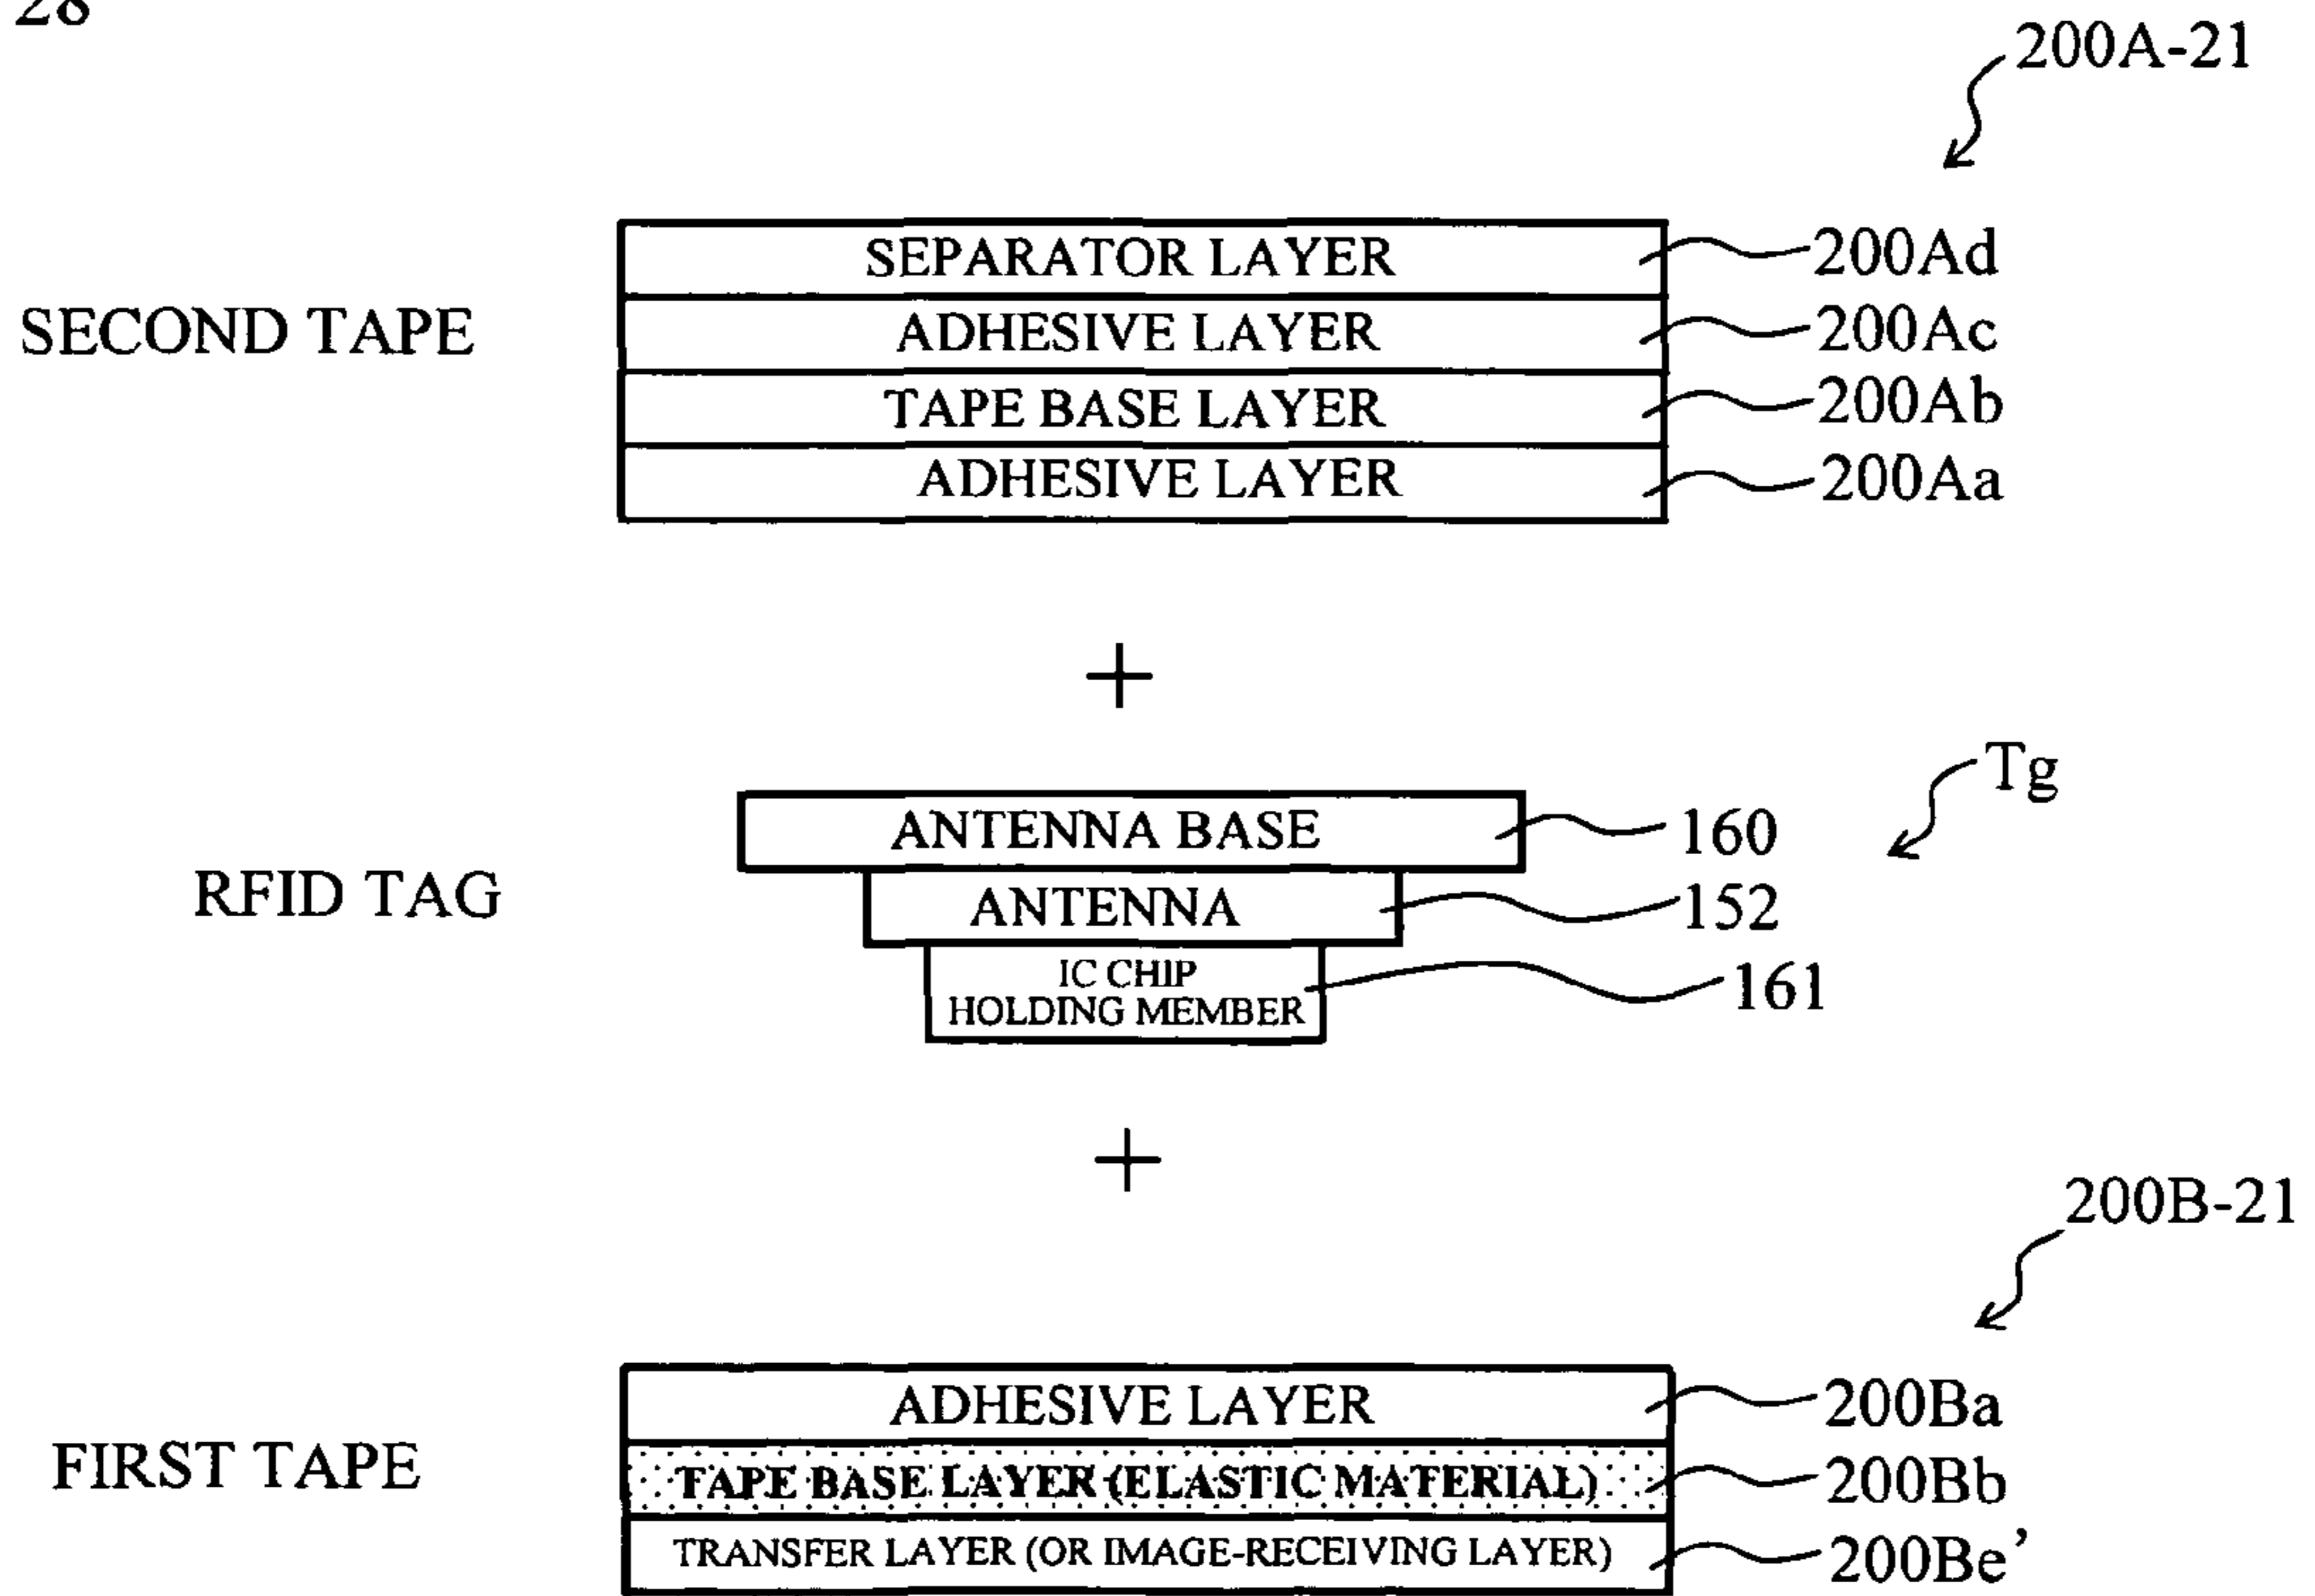 28
200A-21
SEPARATOR LAYER 200Ad
SECOND TAPE ADHESIVE LAYER 200Ac
TAPE BASE LAYER 200Ab
ADHESIVE LAYER 200Aa
+
Tg
ANTENNA BASE 160
RFID TAG ANTENNA 152
IC CHIP
HOLDING MEMBER 161
+
200B-21
ADHESIVE LAYER 200Ba
FIRST TAPE TAPE BASE LAYER (ELASTIC MATERIAL) 200Bb
TRANSFER LAYER (OR IMAGE-RECEIVING LAYER) 200Be’